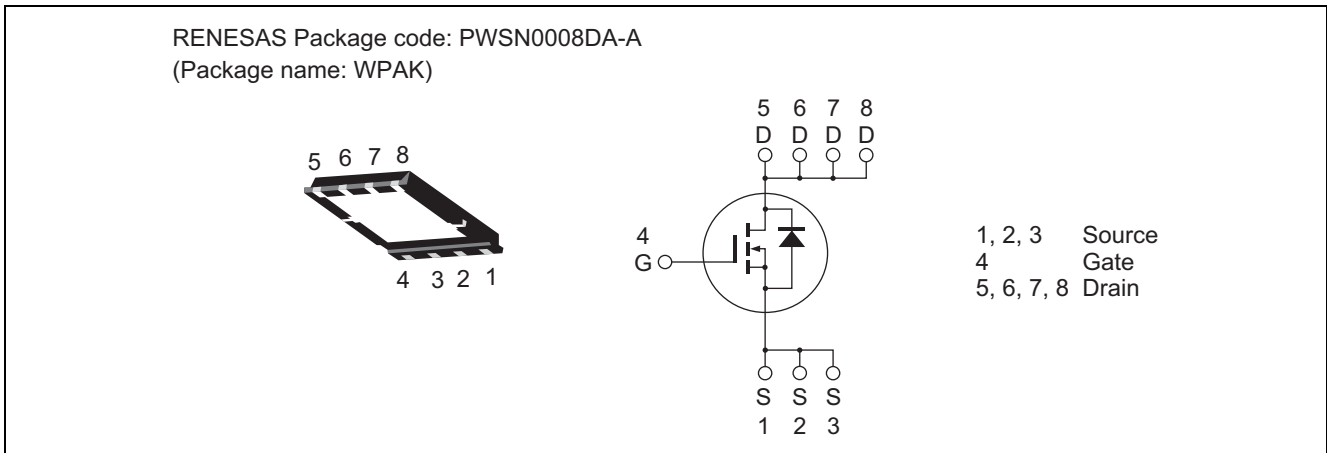 RENESAS Package code: PWSN0008DA-A
(Package name: WPAK)
5 6 7 8
4 3 2 1
5 6 7 8
D D D D
4
G
S S S
1 2 3
1, 2, 3 Source
4 Gate
5, 6, 7, 8 Drain